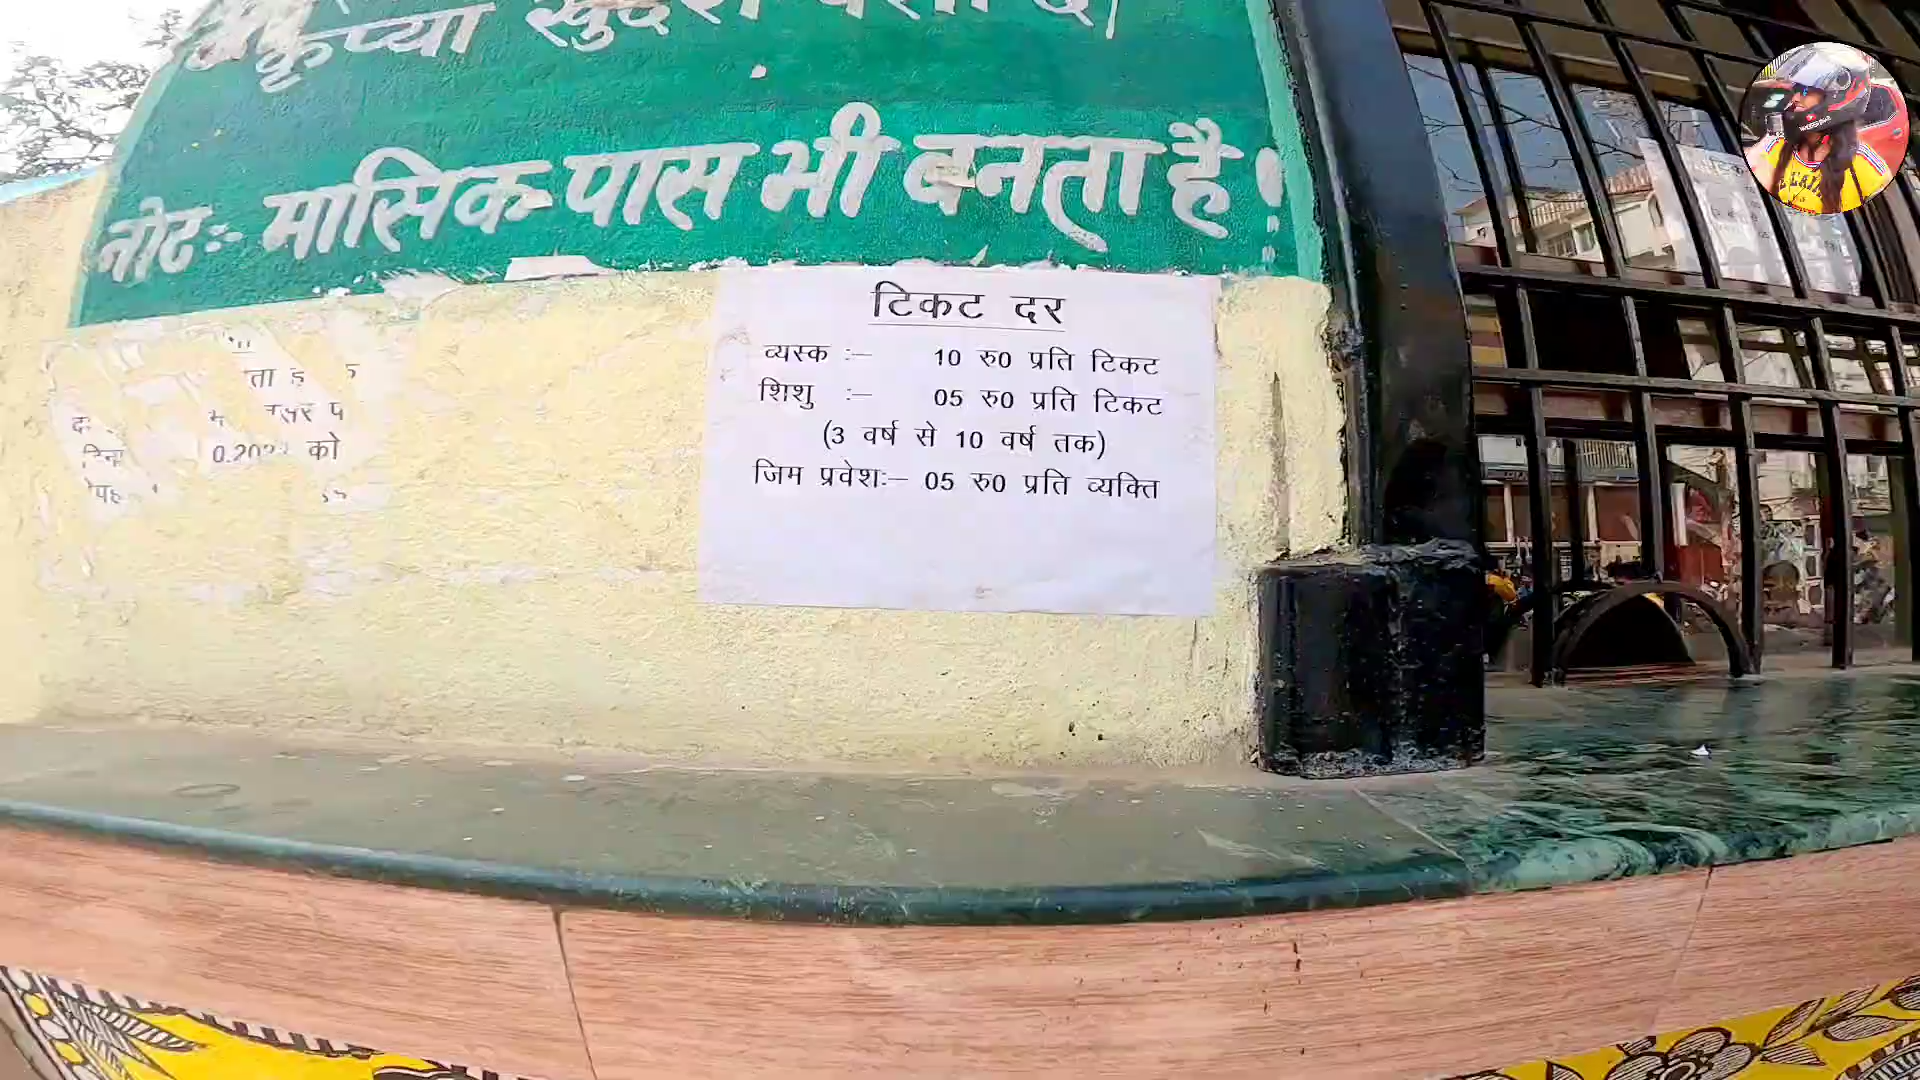 कृप्या खुदरा पैसा दें।
नोटः- मासिक पास भी बनता है!
टिकट दर
व्यस्क :– 10 रु0 प्रति टिकट
शिशु :– 05 रु0 प्रति टिकट
(3 वर्ष से 10 वर्ष तक)
जिम प्रवेशः– 05 रु0 प्रति व्यक्ति
को